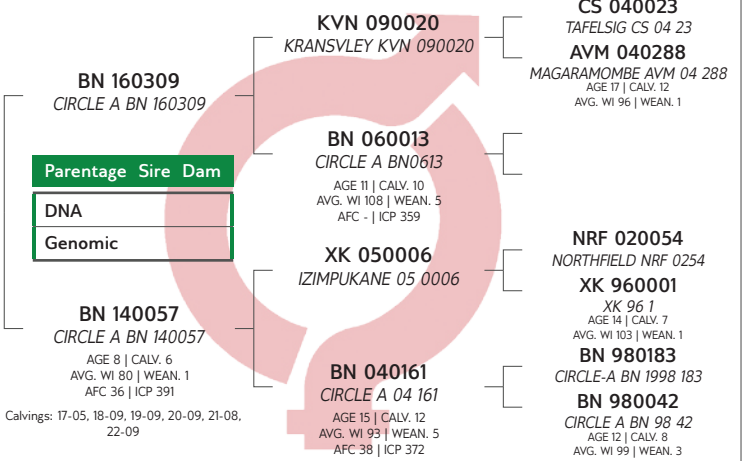 BN 160309
CIRCLE A BN 160309
Parentage Sire Dam
DNA
Genomic
BN 140057
CIRCLE A BN 140057
AGE 8 | CALV. 6
AVG. WI 80 | WEAN. 1
AFC 36 | ICP 391
Calvings: 17-05, 18-09, 19-09, 20-09, 21-08,
22-09
KVN 090020
KRANSVLEY KVN 090020
BN 060013
CIRCLE A BN0613
AGE 11 | CALV. 10
AVG. WI 108 | WEAN. 5
AFC - | ICP 359
XK 050006
IZIMPUKANE 05 0006
BN 040161
CIRCLE A 04 161
AGE 15 | CALV. 12
AVG. WI 93 | WEAN. 5
AFC 38 | ICP 372
CS 040023
TAFELSIG CS 04 23
AVM 040288
MAGARAMOMBE AVM 04 288
AGE 17 | CALV. 12
AVG. WI 96 | WEAN. 1
NRF 020054
NORTHFIELD NRF 0254
XK 960001
XK 96 1
AGE 14 | CALV. 7
AVG. WI 103 | WEAN. 1
BN 980183
CIRCLE-A BN 1998 183
BN 980042
CIRCLE A BN 98 42
AGE 12 | CALV. 8
AVG. WI 99 | WEAN. 3